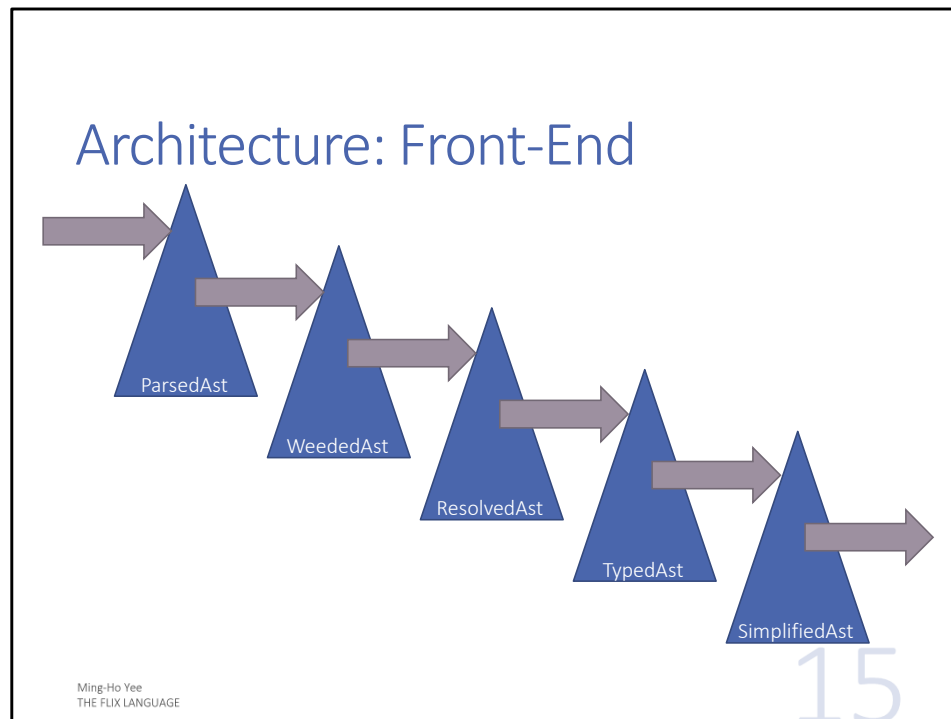 Architecture: Front-End
ParsedAst
WeededAst
ResolvedAst
TypedAst
SimplifiedAst
Ming-Ho Yee
THE FLIX LANGUAGE
15